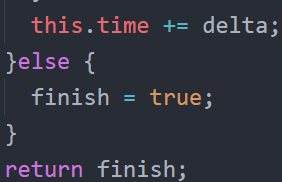 this.time += delta;
}else {
finish = true;
}
return finish;